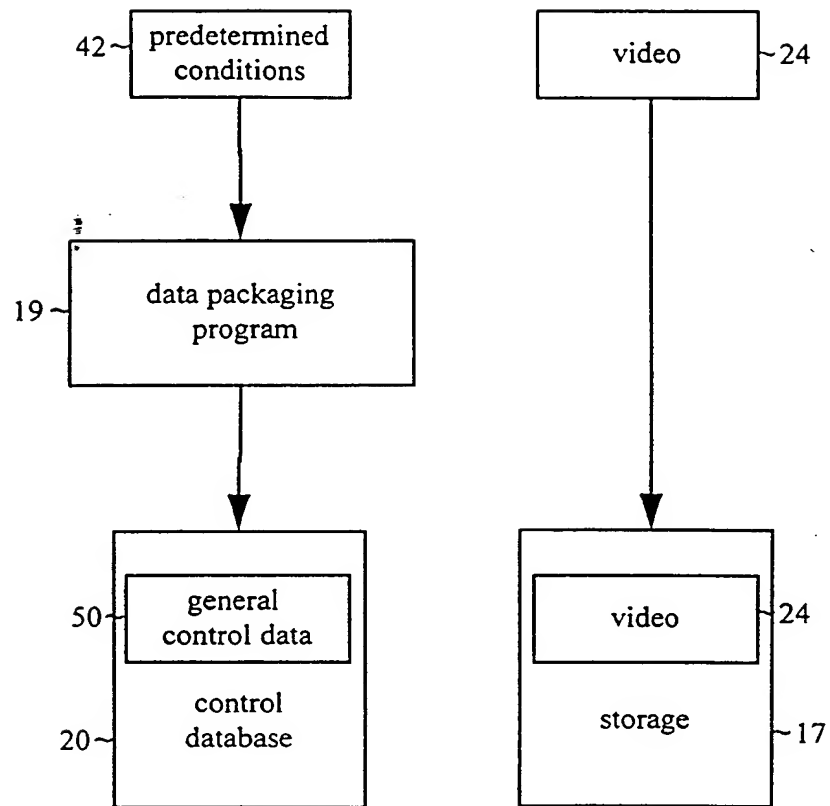 42
predetermined
conditions
video
24
19
data packaging
program
50
general
control data
20
control
database
video
24
storage
17